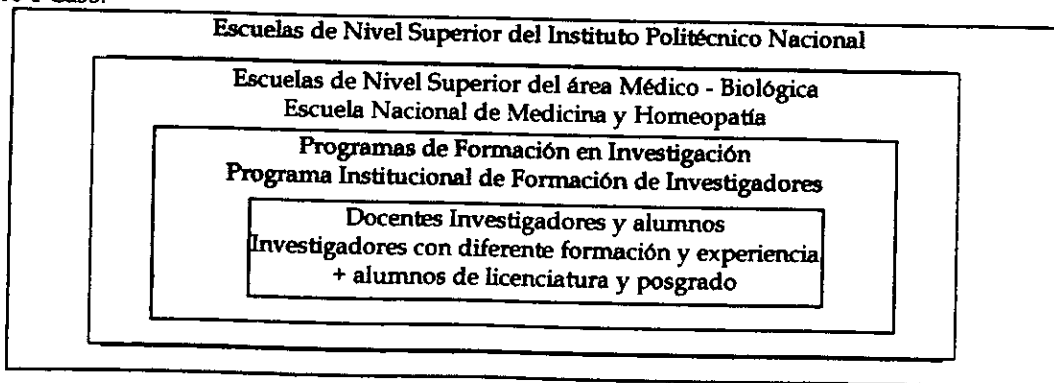 Escuelas de Nivel Superior del Instituto Politécnico Nacional
Escuelas de Nivel Superior del área Médico - Biológica
Escuela Nacional de Medicina y Homeopatía
Programas de Formación en Investigación
Programa Institucional de Formación de Investigadores
Docentes Investigadores y alumnos
Investigadores con diferente formación y experiencia
+ alumnos de licenciatura y posgrado